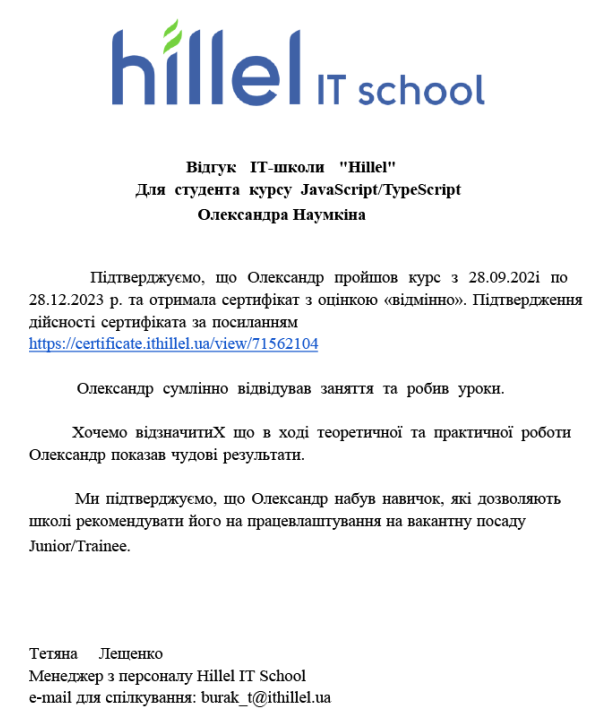 hillel IT school
Відгук ІТ-школи "Hillel"
Для студента курсу JavaScript/TypeScript
Олександра Наумкіна
Підтверджуємо, що Олександр пройшов курс з 28.09.202і по
28.12.2023 р. та отримала сертифікат з оцінкою «відмінно». Підтвердження
дійсності сертифіката за посиланням
https://certificate.ithillel.ua/view/71562104
Олександр сумлінно відвідував заняття та робив уроки.
Хочемо відзначитиХ що в ході теоретичної та практичної роботи
Олександр показав чудові результати.
Ми підтверджуємо, що Олександр набув навичок, які дозволяють
школі рекомендувати його на працевлаштування на вакантну посаду
Junior/Trainee.
Тетяна Лещенко
Менеджер з персоналу Hillel IT School
e-mail для спілкування: burak_t@ithillel.ua